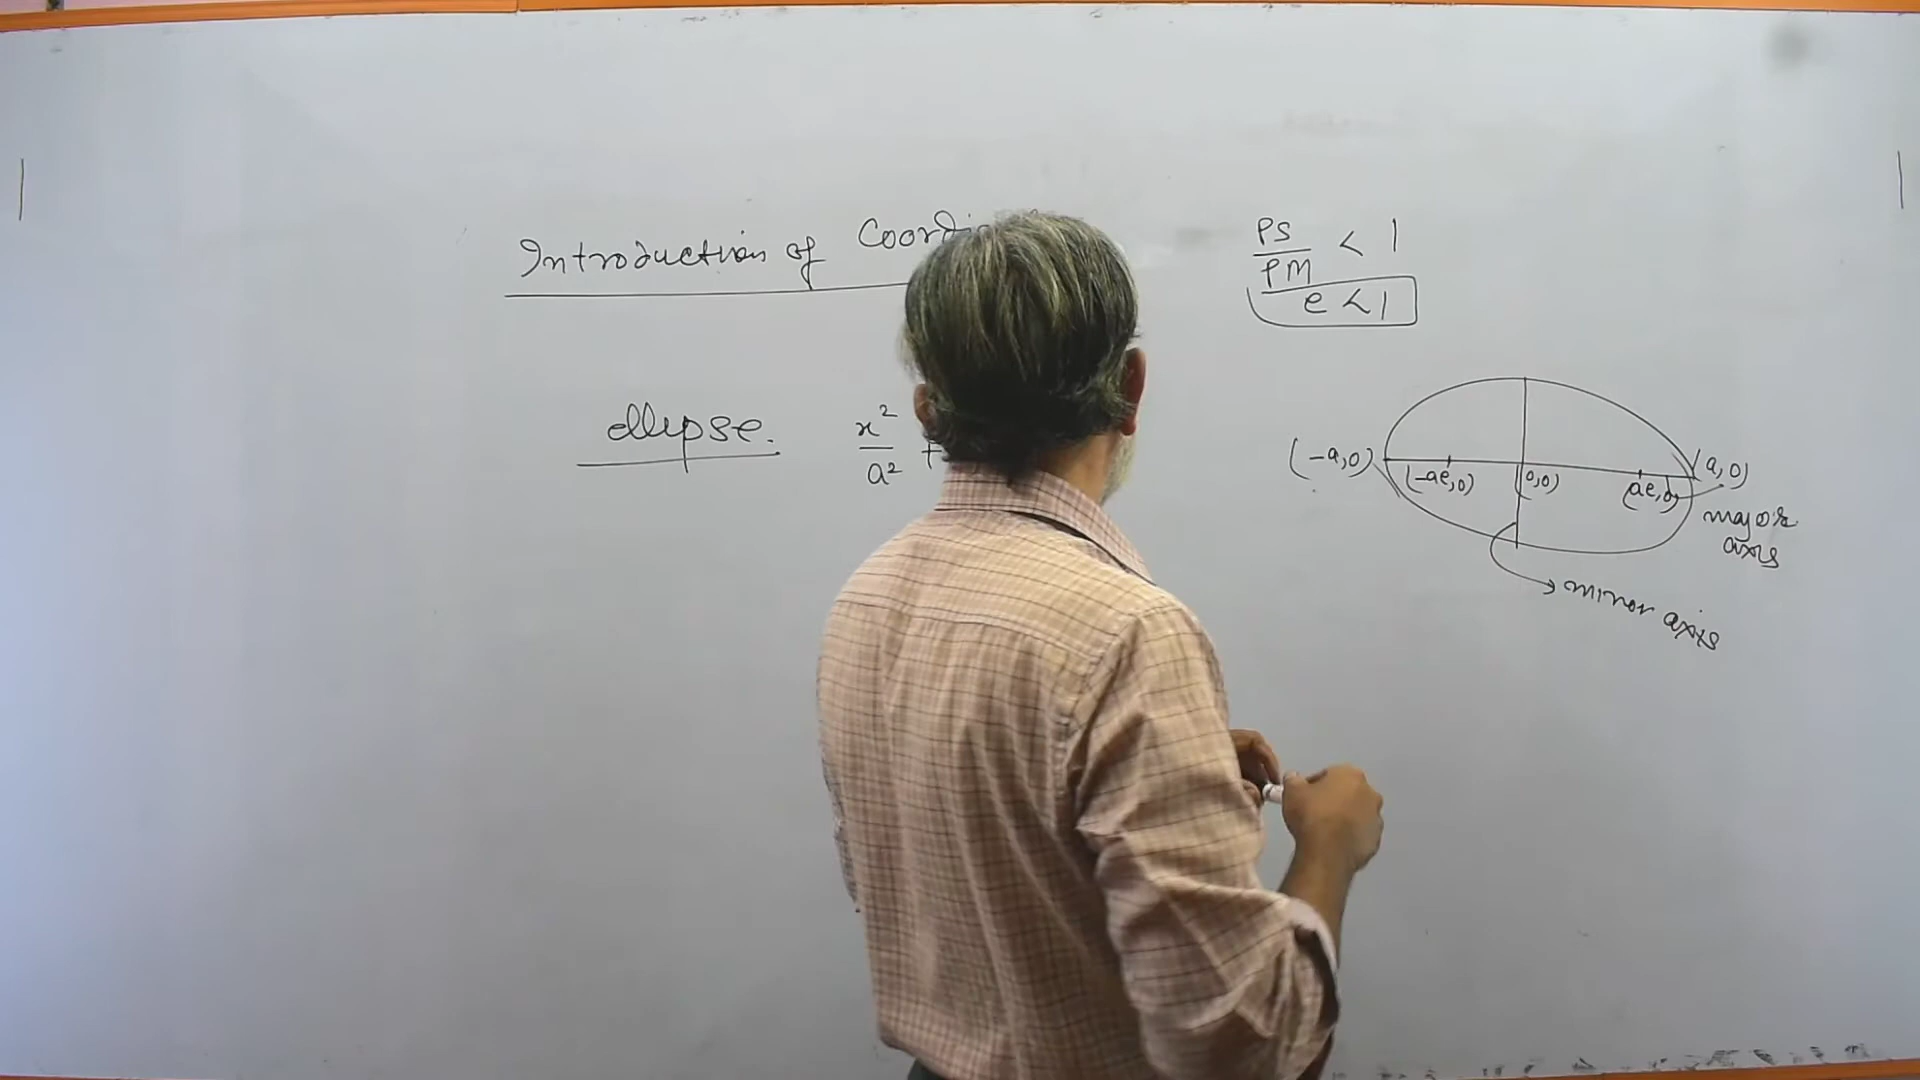 Introduction of Coordi
PS
PM < 1
e < 1
ellipse. x² / a² +
(-a,0) (-ae,0) (0,0) (ae,0) (a,0)
major
axis
minor axis